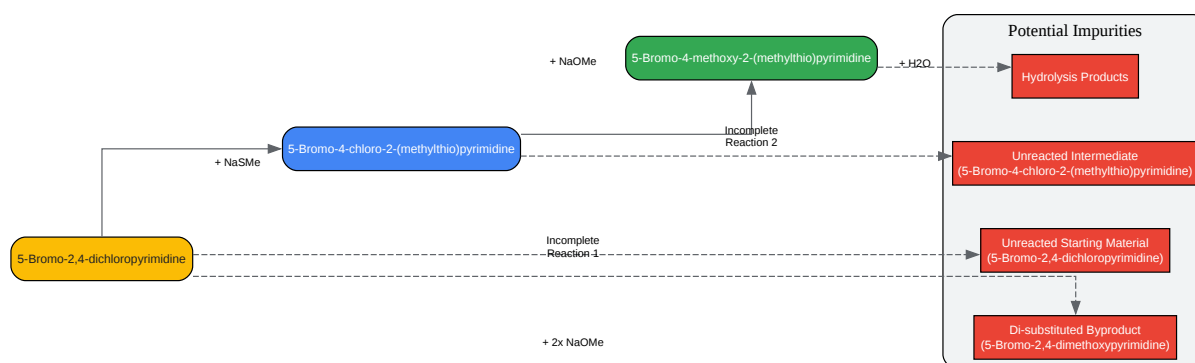 Potential Impurities
+ NaOMe
5-Bromo-4-methoxy-2-(methylthio)pyrimidine
+ H2O
Hydrolysis Products
+ NaSMe
5-Bromo-4-chloro-2-(methylthio)pyrimidine
Incomplete
Reaction 2
Unreacted Intermediate
(5-Bromo-4-chloro-2-(methylthio)pyrimidine)
5-Bromo-2,4-dichloropyrimidine
Incomplete
Reaction 1
Unreacted Starting Material
(5-Bromo-2,4-dichloropyrimidine)
+ 2x NaOMe
Di-substituted Byproduct
(5-Bromo-2,4-dimethoxypyrimidine)